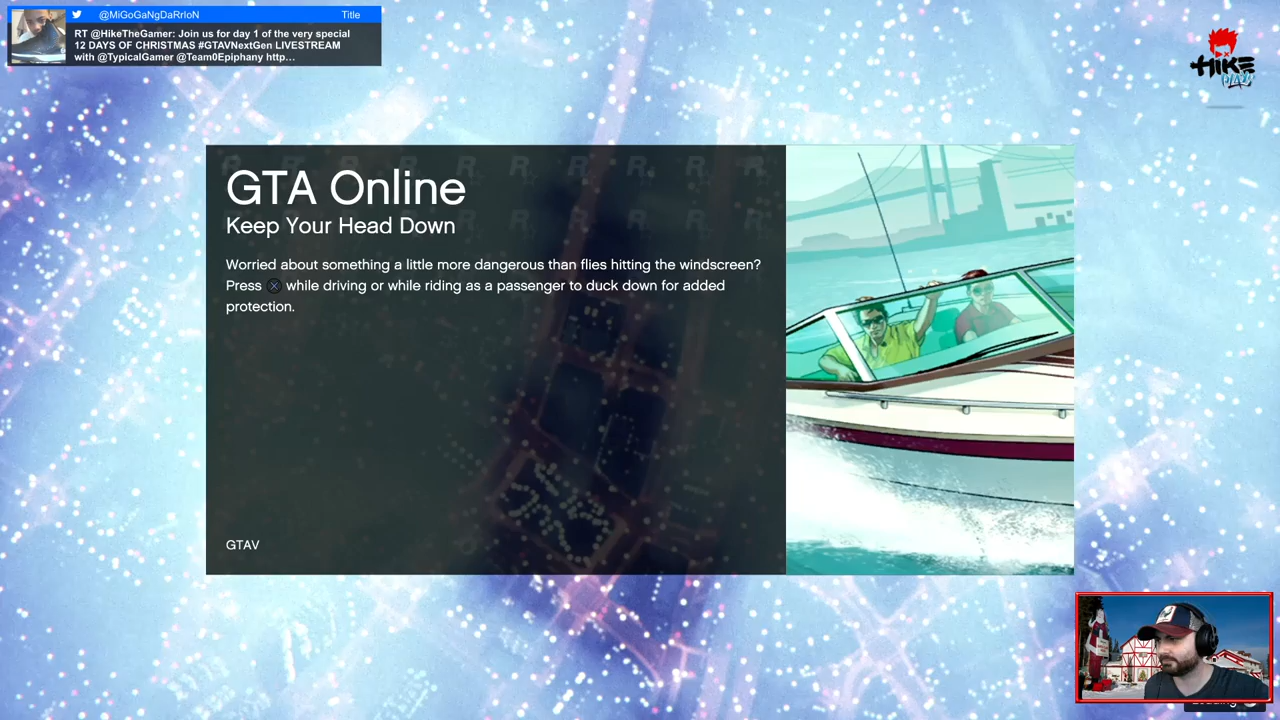 @MiGoGaNgDaRrIoN Title
RT @HikeTheGamer: Join us for day 1 of the very special
12 DAYS OF CHRISTMAS #GTAVNextGen LIVESTREAM
with @TypicalGamer @Team0Epiphany http...
HIKE
PLAYS
GTA Online
Keep Your Head Down
Worried about something a little more dangerous than flies hitting the windscreen?
Press ⓧ while driving or while riding as a passenger to duck down for added
protection.
GTAV
Loading